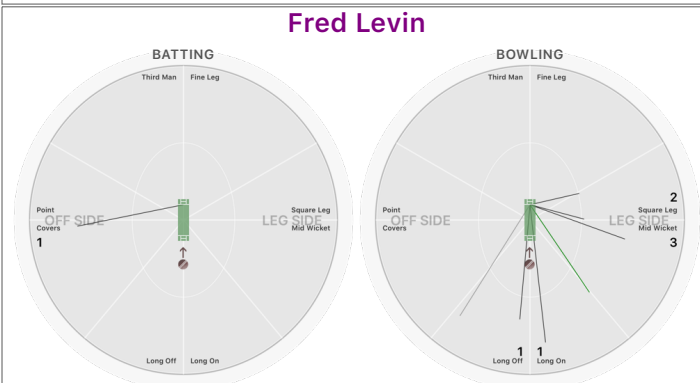 Fred Levin
BATTING
Third Man Fine Leg
Point
OFF SIDE
Covers
1
Square Leg
LEG SIDE
Mid Wicket
Long Off Long On
BOWLING
Third Man Fine Leg
Point
OFF SIDE
Covers
2
Square Leg
LEG SIDE
Mid Wicket
3
1 1
Long Off Long On